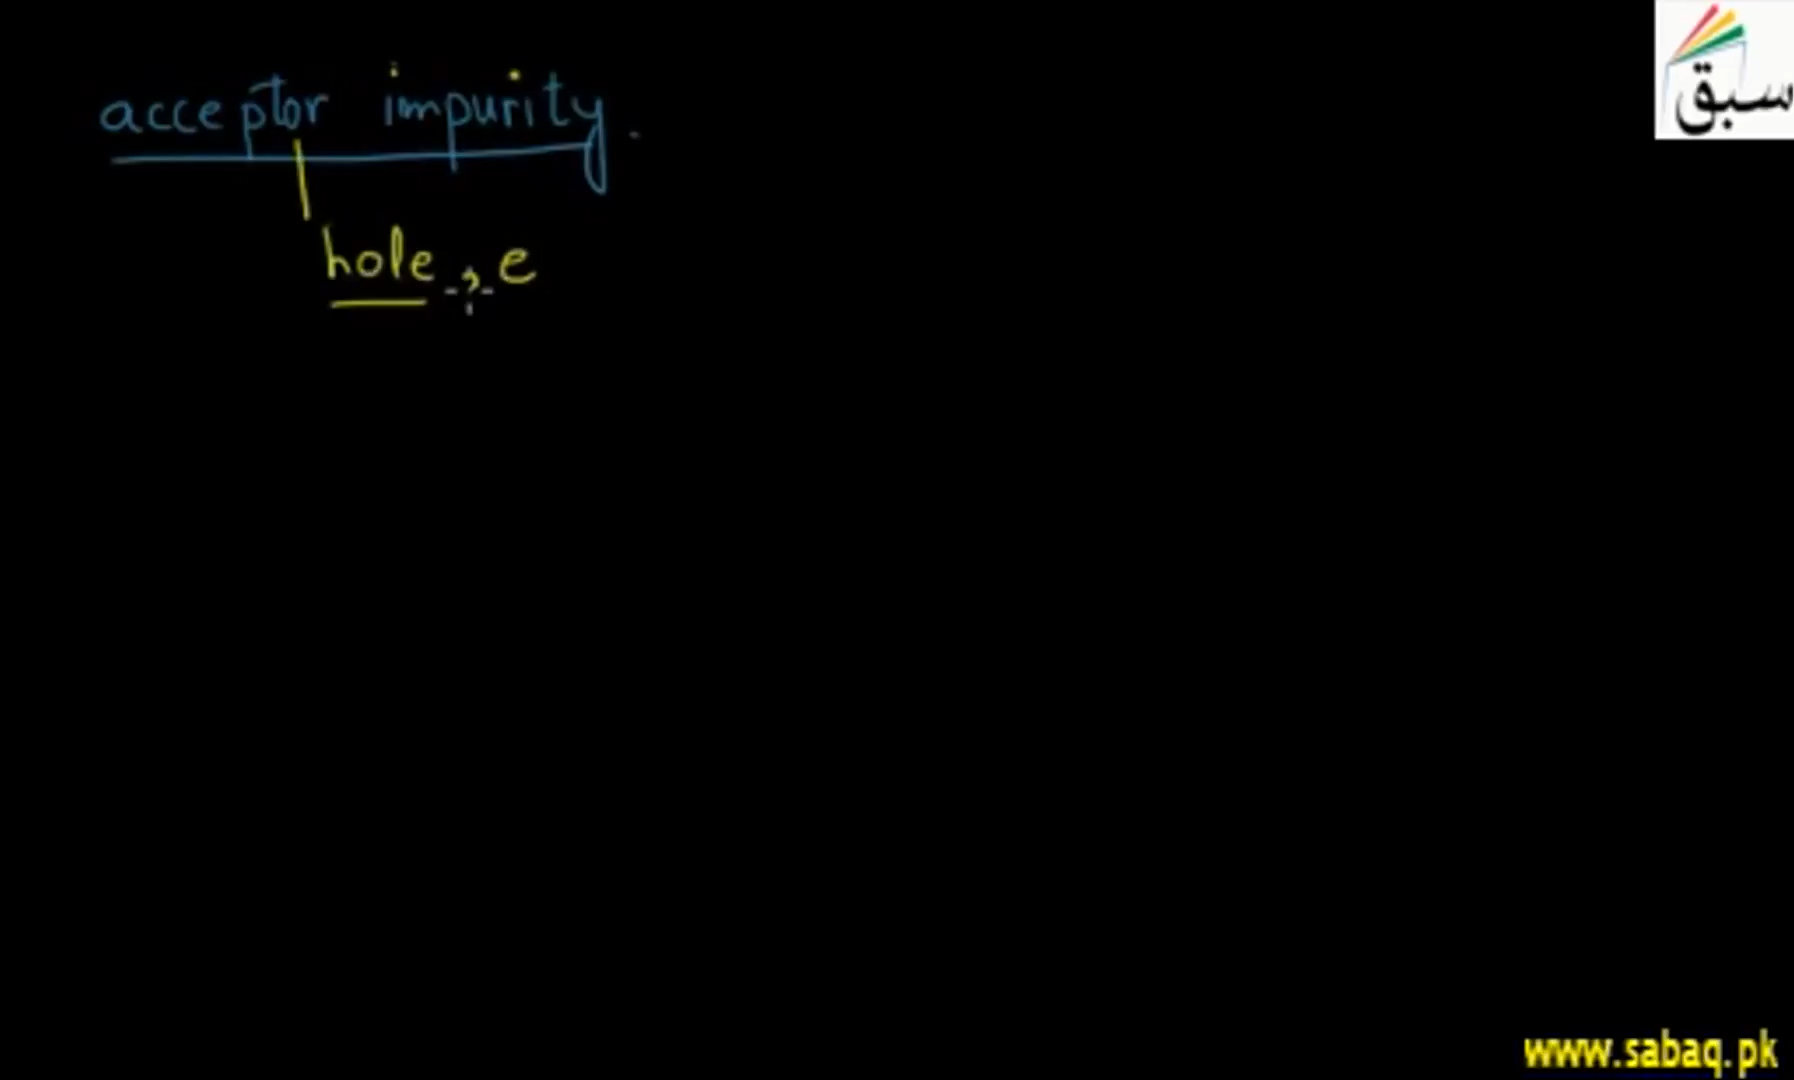 سبق
acceptor impurity.
hole, e
www.sabaq.pk